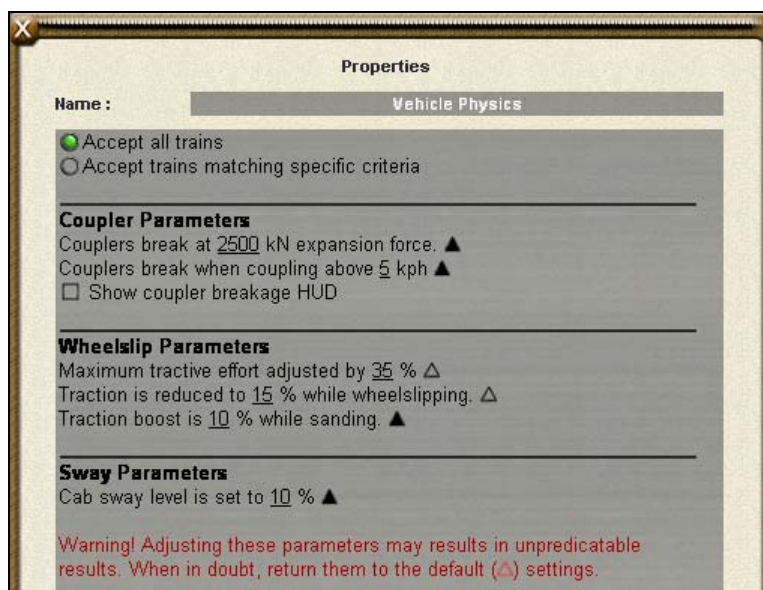 X
Properties
Name : Vehicle Physics
Accept all trains
Accept trains matching specific criteria
Coupler Parameters
Couplers break at 2500 kN expansion force. ▲
Couplers break when coupling above 5 kph ▲
Show coupler breakage HUD
Wheelslip Parameters
Maximum tractive effort adjusted by 35 % △
Traction is reduced to 15 % while wheelslipping. △
Traction boost is 10 % while sanding. ▲
Sway Parameters
Cab sway level is set to 10 % ▲
Warning! Adjusting these parameters may results in unpredicatable
results. When in doubt, return them to the default (△) settings.